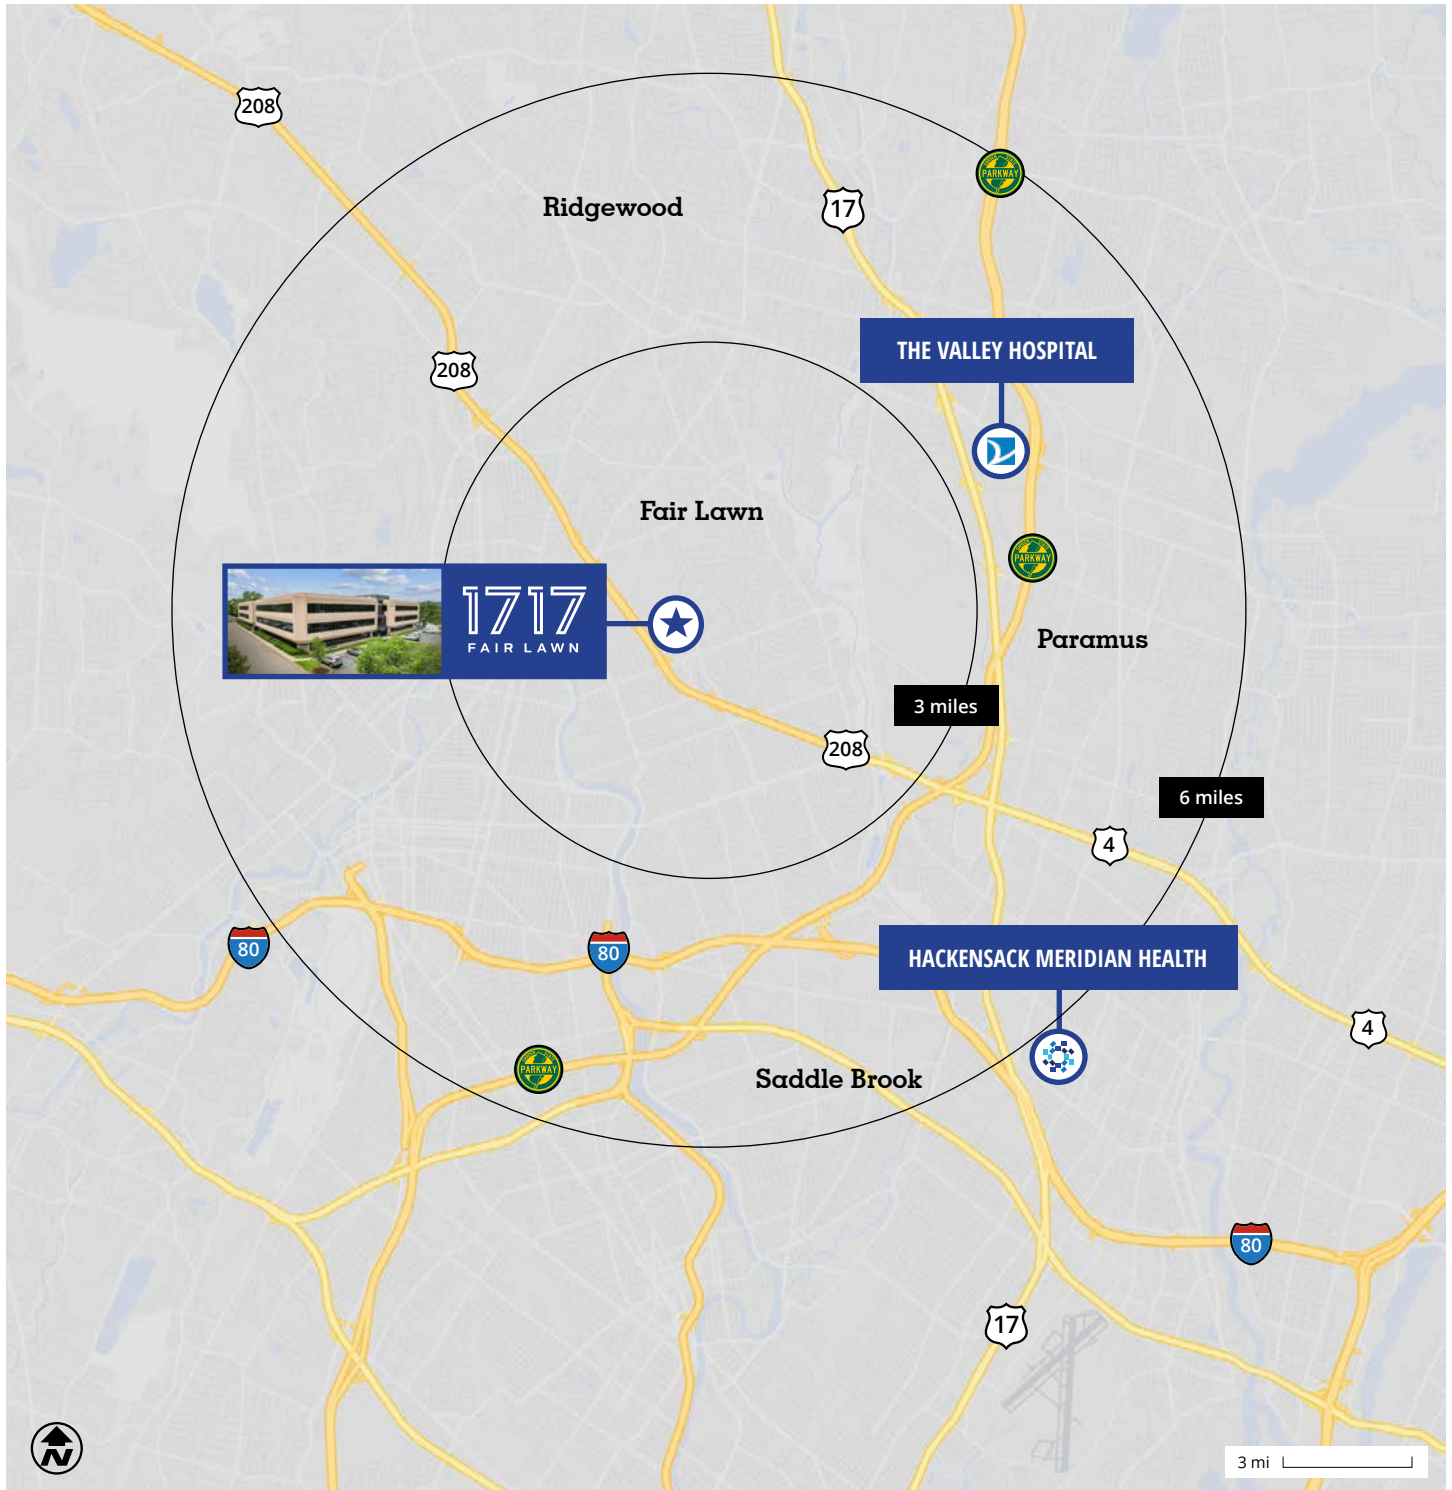 208
Ridgewood
17
PARKWAY
THE VALLEY HOSPITAL
208
Fair Lawn
PARKWAY
1717
FAIR LAWN
Paramus
3 miles
208
6 miles
4
80
80
HACKENSACK MERIDIAN HEALTH
4
PARKWAY
Saddle Brook
80
17
N
3 mi